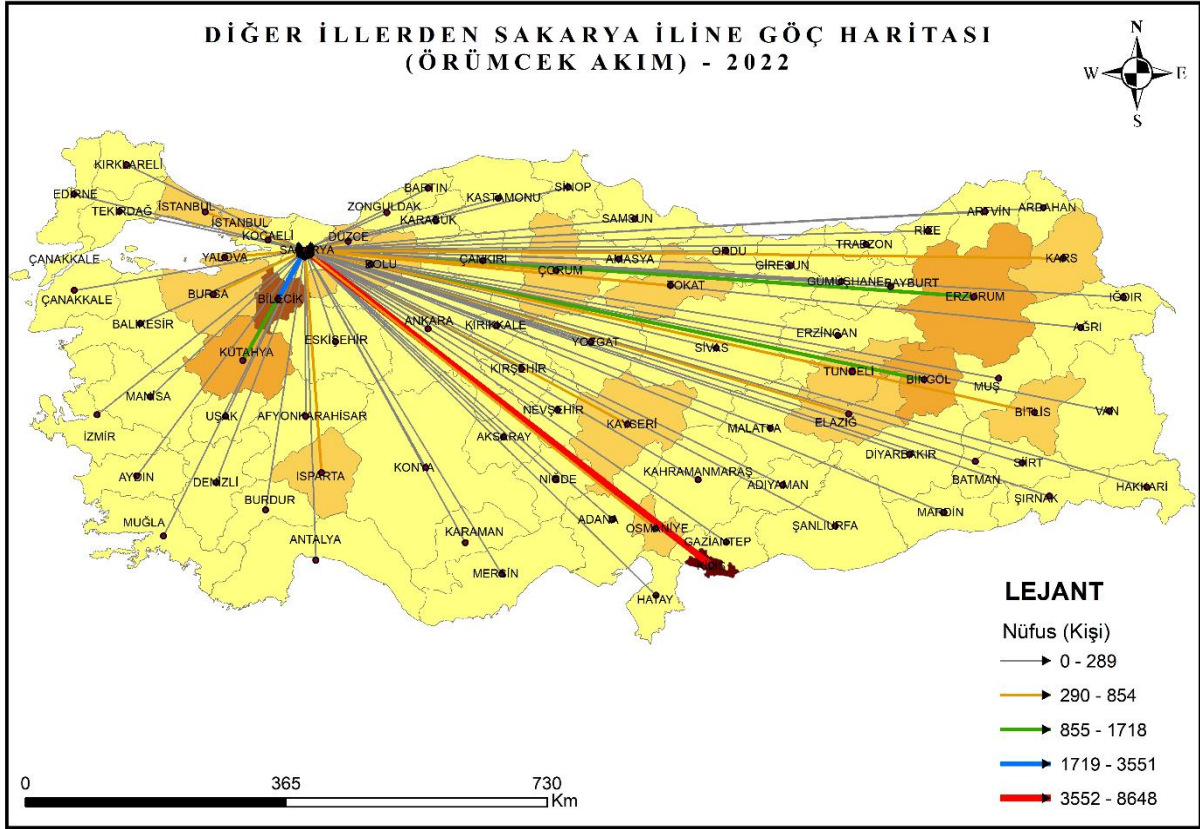 DİĞER İLLERDEN SAKARYA İLİNE GÖÇ HARİTASI
(ÖRÜMCEK AKIM) - 2022
N
W E
S
KIRKLARELİ
EDİRNE
TEKİRDAĞ
İSTANBUL
İSTANBUL
KOCAELİ
YALOVA
SAKARYA
DÜZCE
ZONGULDAK
BARTIN
KARABÜK
KASTAMONU
SİNOP
SAMSUN
ORDU
GİRESUN
TRABZON
RİZE
ARTVİN
ARDAHAN
KARS
IĞDIR
AĞRI
ERZURUM
BAYBURT
GÜMÜŞHANE
BOLU
ÇANKIRI
ÇORUM
AMASYA
TOKAT
ÇANAKKALE
ÇANAKKALE
BURSA
BİLECİK
BALIKESİR
ESKİŞEHİR
ANKARA
KIRIKKALE
YOZGAT
SİVAS
ERZİNCAN
TUNCELİ
BİNGÖL
MUŞ
BİTLİS
VAN
KÜTAHYA
MANİSA
UŞAK
AFYONKARAHİSAR
KIRŞEHİR
NEVŞEHİR
KAYSERİ
MALATYA
ELAZIĞ
DİYARBAKIR
BATMAN
SİİRT
ŞIRNAK
HAKKARİ
İZMİR
AYDIN
DENİZLİ
ISPARTA
BURDUR
KONYA
AKSARAY
NİĞDE
KAHRAMANMARAŞ
ADIYAMAN
ŞANLIURFA
MARDİN
MUĞLA
ANTALYA
KARAMAN
MERSİN
ADANA
OSMANİYE
GAZİANTEP
HATAY
LEJANT
Nüfus (Kişi)
0 - 289
290 - 854
855 - 1718
1719 - 3551
3552 - 8648
0 365 730
Km